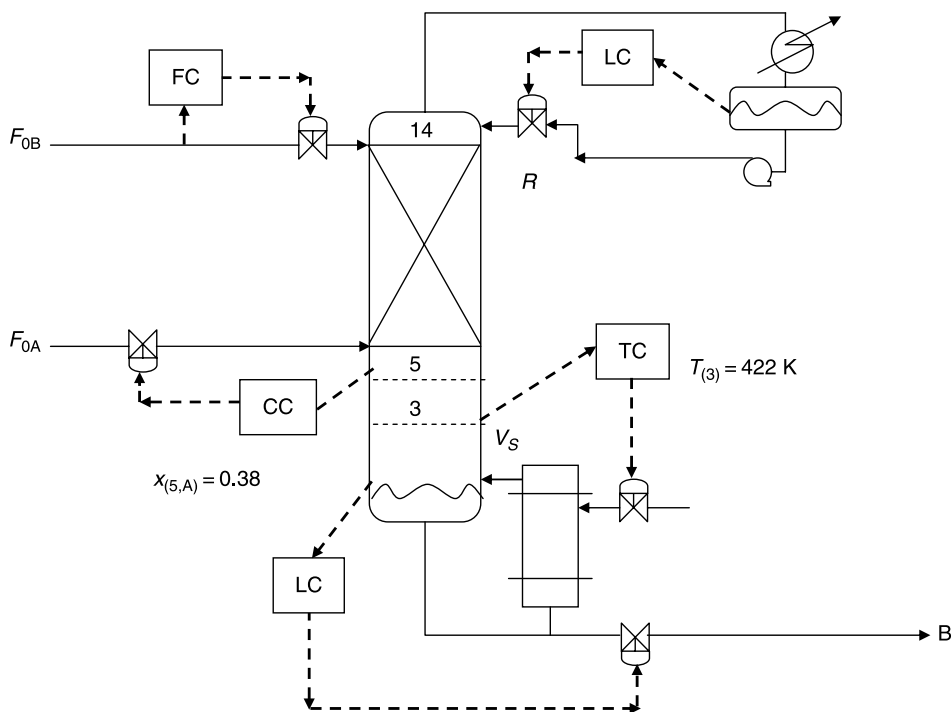 FC
LC
14
F0B
R
F0A
5
TC
T(3) = 422 K
CC
3
VS
x(5,A) = 0.38
LC
B